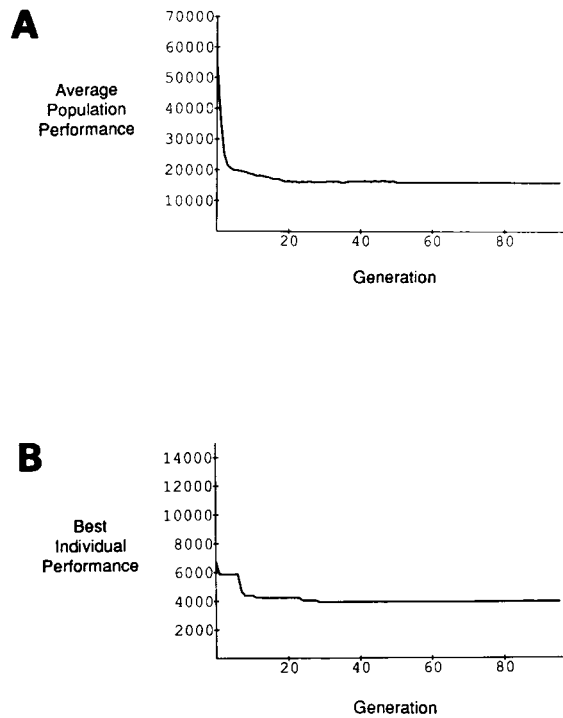 A
70000
60000
50000
40000
30000
20000
10000
Average
Population
Performance
20 40 60 80
Generation
B
14000
12000
10000
8000
6000
4000
2000
Best
Individual
Performance
20 40 60 80
Generation